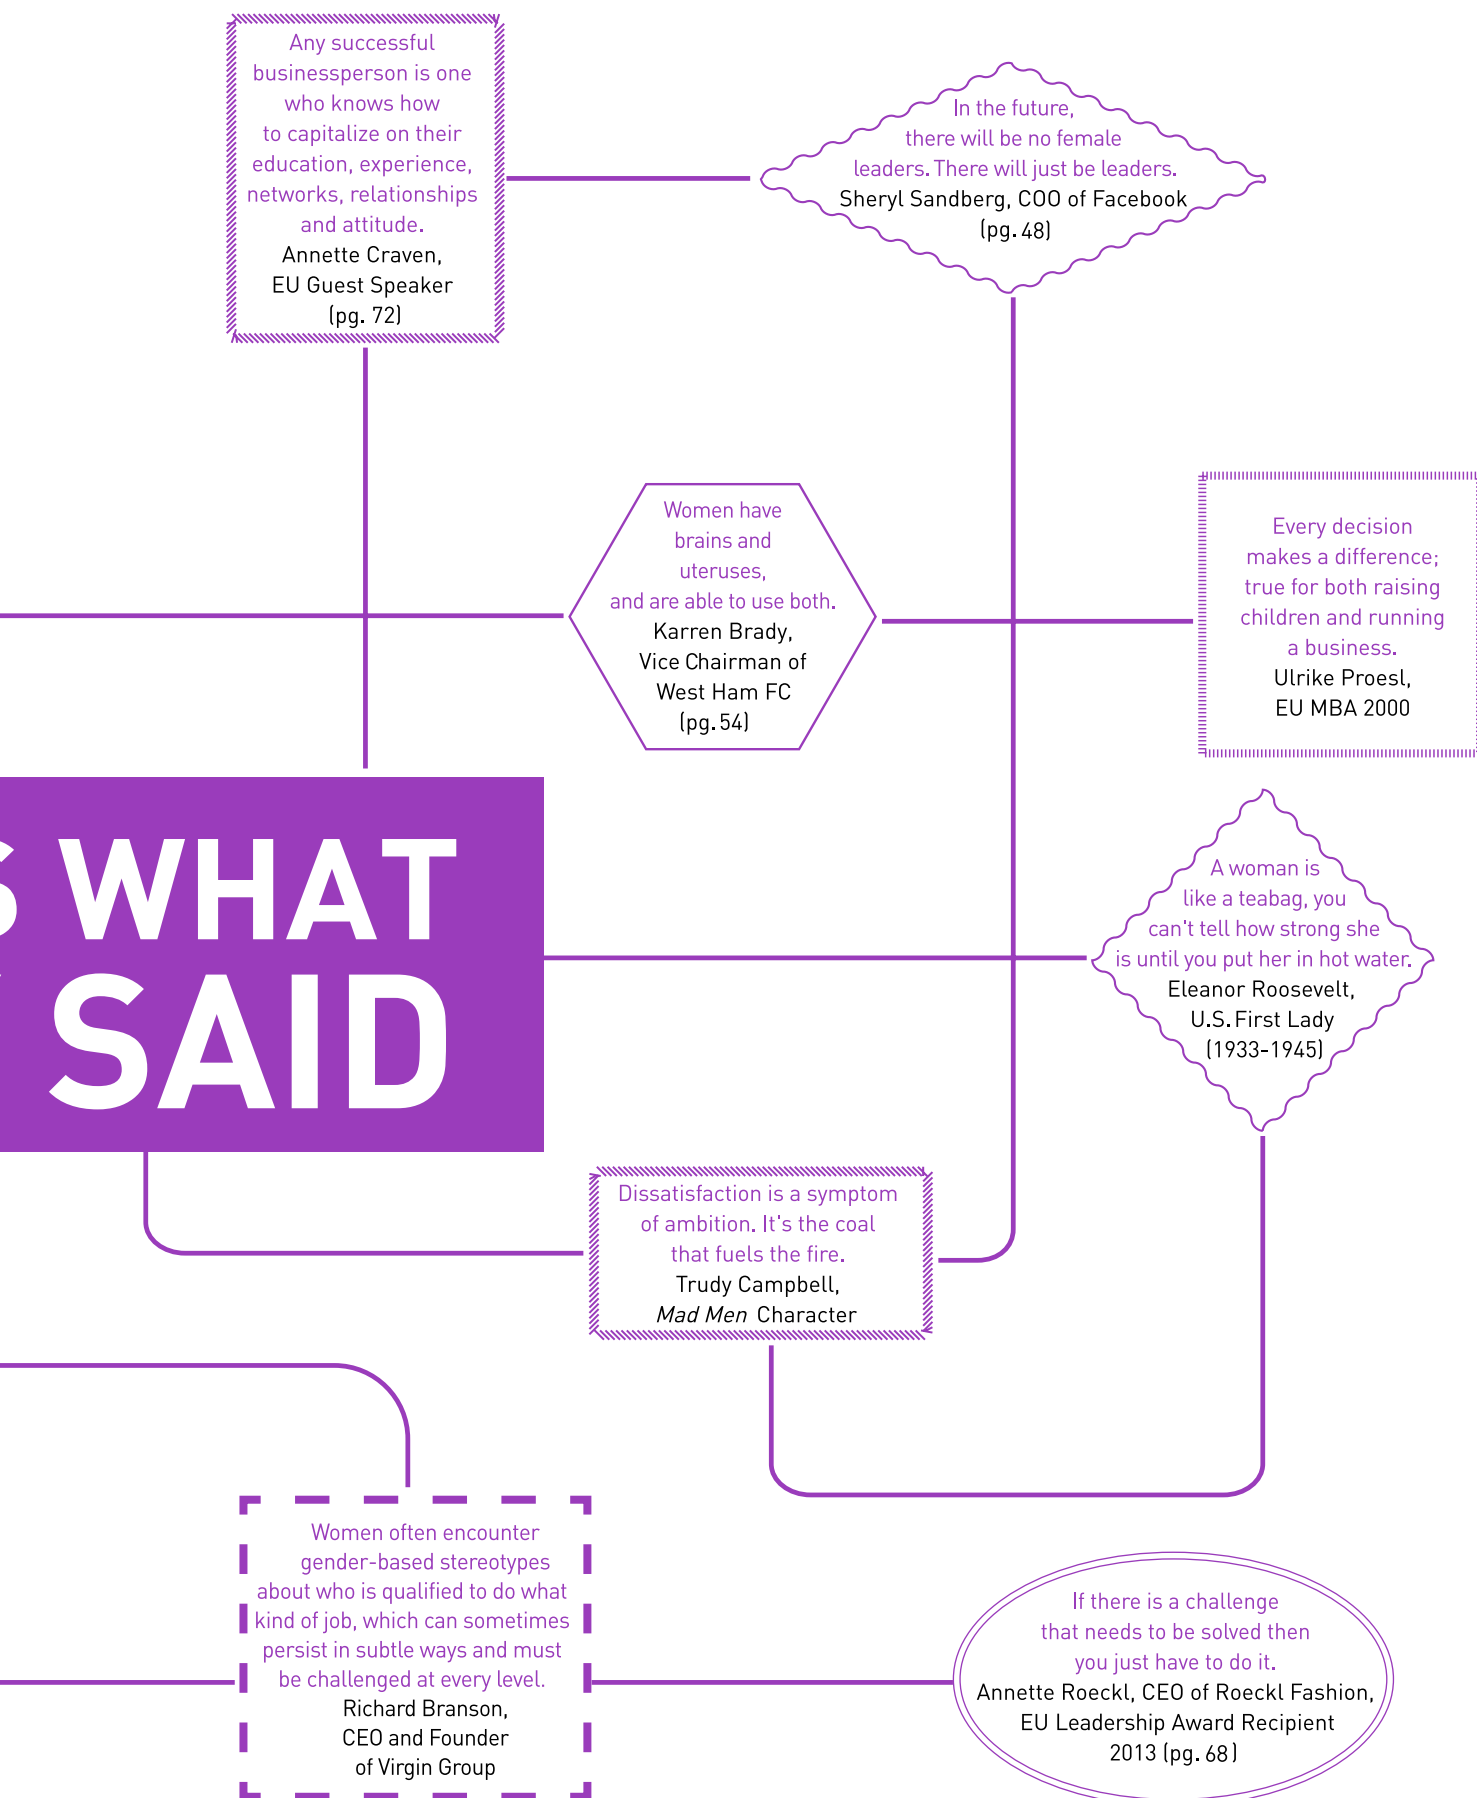 Any successful
businessperson is one
who knows how
to capitalize on their
education, experience,
networks, relationships
and attitude.
Annette Craven,
EU Guest Speaker
(pg. 72)
In the future,
there will be no female
leaders. There will just be leaders.
Sheryl Sandberg, COO of Facebook
(pg. 48)
Women have
brains and
uteruses,
and are able to use both.
Karren Brady,
Vice Chairman of
West Ham FC
(pg. 54)
Every decision
makes a difference;
true for both raising
children and running
a business.
Ulrike Proesl,
EU MBA 2000
S WHAT
SAID
A woman is
like a teabag, you
can't tell how strong she
is until you put her in hot water.
Eleanor Roosevelt,
U.S. First Lady
(1933-1945)
Dissatisfaction is a symptom
of ambition. It's the coal
that fuels the fire.
Trudy Campbell,
Mad Men Character
Women often encounter
gender-based stereotypes
about who is qualified to do what
kind of job, which can sometimes
persist in subtle ways and must
be challenged at every level.
Richard Branson,
CEO and Founder
of Virgin Group
If there is a challenge
that needs to be solved then
you just have to do it.
Annette Roeckl, CEO of Roeckl Fashion,
EU Leadership Award Recipient
2013 (pg. 68)